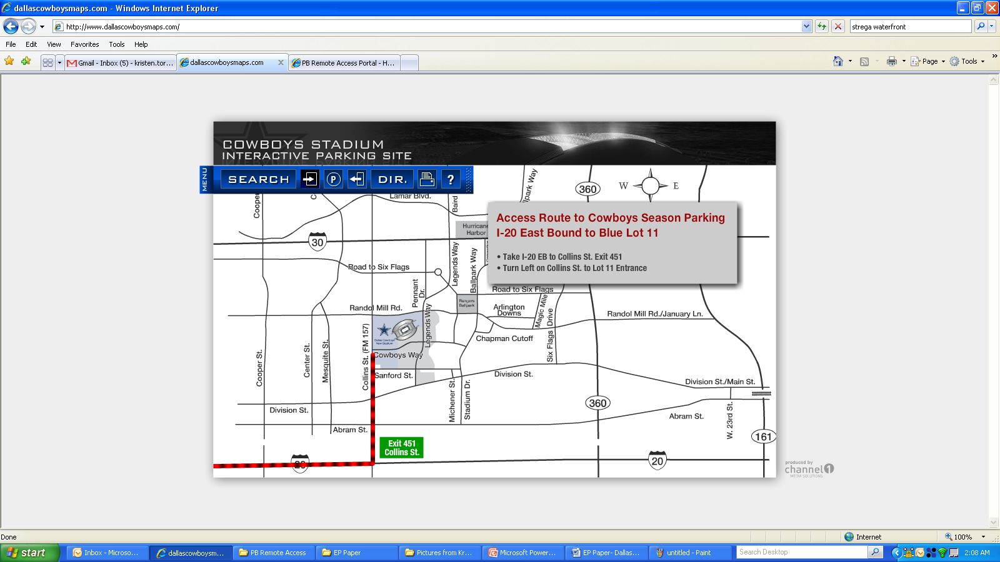 dallascowboysmaps.com - Windows Internet Explorer
http://www.dallascowboysmaps.com/
strega waterfront
File Edit View Favorites Tools Help
Gmail - Inbox (5) - kristen.tor...
dallascowboysmaps.com
PB Remote Access Portal - H...
Page
Tools
COWBOYS STADIUM
INTERACTIVE PARKING SITE
MENU
SEARCH
P
DIR.
?
Cooper
C
Lamar Blvd.
Baird
llpark Way
360
W
E
Access Route to Cowboys Season Parking
I-20 East Bound to Blue Lot 11
• Take I-20 EB to Collins St. Exit 451
• Turn Left on Collins St. to Lot 11 Entrance
Hurricane
Harbor
30
Road to Six Flags
Legends Way
Ballpark Way
Pennant
Dr.
Rangers
Ballpark
Road to Six Flags
Arlington
Downs
Magic Mile
Six Flags Drive
Randol Mill Rd.
Randol Mill Rd./January Ln.
Legends Way
Dallas Cowboys
New Stadium
Collins St. (FM 157)
Chapman Cutoff
Cowboys Way
Cooper St.
Center St.
Mesquite St.
Sanford St.
Michener St.
Stadium Dr.
Division St.
Division St./Main St.
Division St.
360
Abram St.
W. 23rd St.
Abram St.
161
Exit 451
Collins St.
20
20
produced by
channel1
MEDIA SOLUTIONS
Done
Internet
100%
start
Inbox - Microso...
dallascowboysm...
PB Remote Access
EP Paper
Pictures from Kr...
Microsoft Power...
EP Paper- Dallas...
untitled - Paint
Search Desktop
2:08 AM